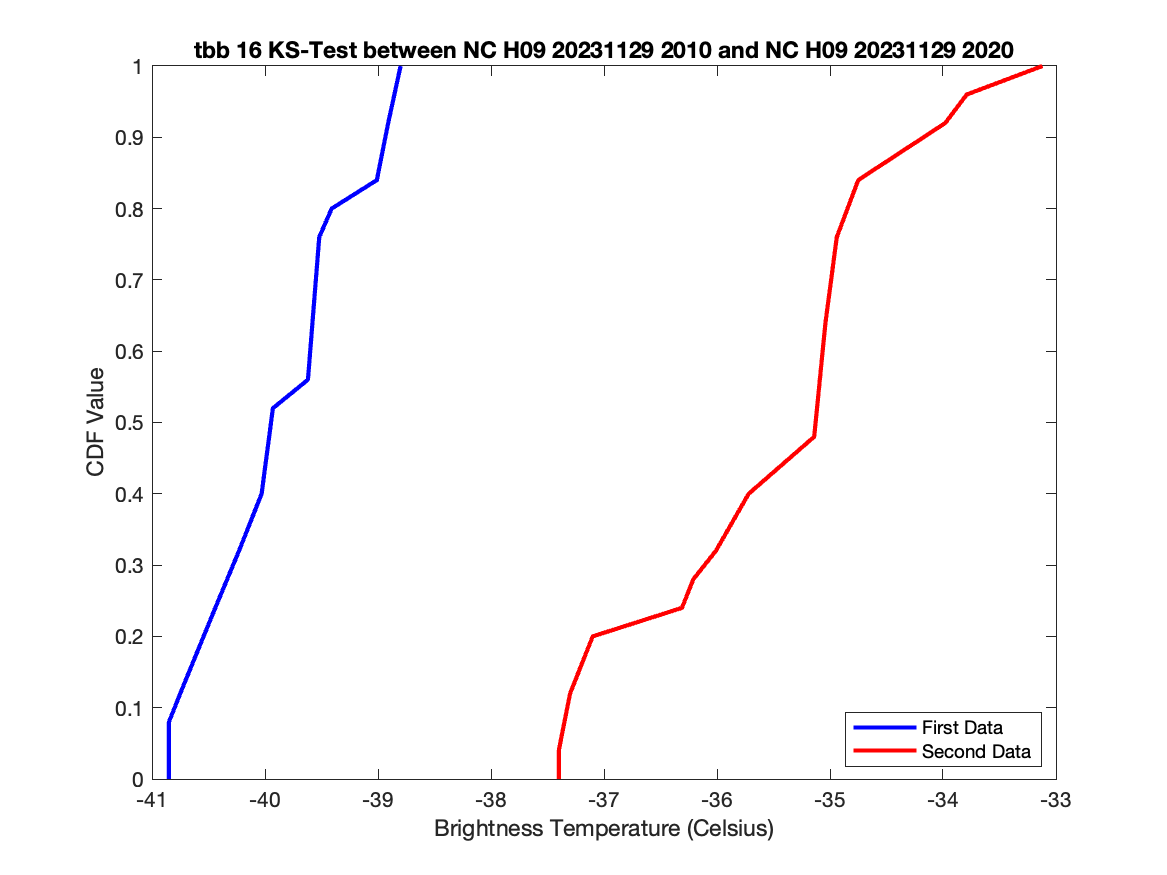 tbb 16 KS-Test between NC H09 20231129 2010 and NC H09 20231129 2020
1
0.9
0.8
0.7
0.6
0.5
0.4
0.3
0.2
0.1
0
CDF Value
First Data
Second Data
-41 -40 -39 -38 -37 -36 -35 -34 -33
Brightness Temperature (Celsius)